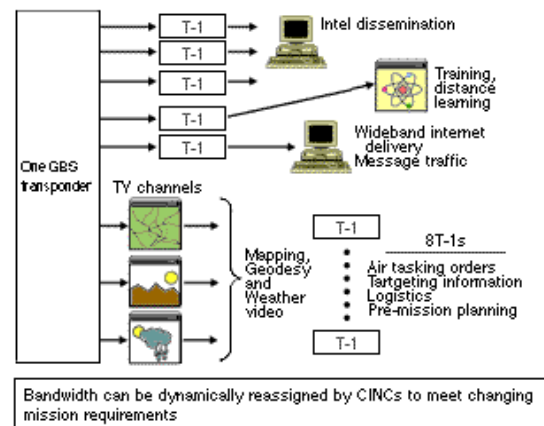 T-1
Intel dissemination
T-1
T-1
Training,
distance
learning
T-1
T-1
Wideband internet
delivery
Message traffic
One GBS
transponder
TV channels
Mapping,
Geodesy
and
Weather
video
T-1
8T-1s
Air tasking orders
Tartgeting information
Logistics
Pre-mission planning
T-1
Bandwidth can be dynamically reassigned by CINCs to meet changing
mission requirements